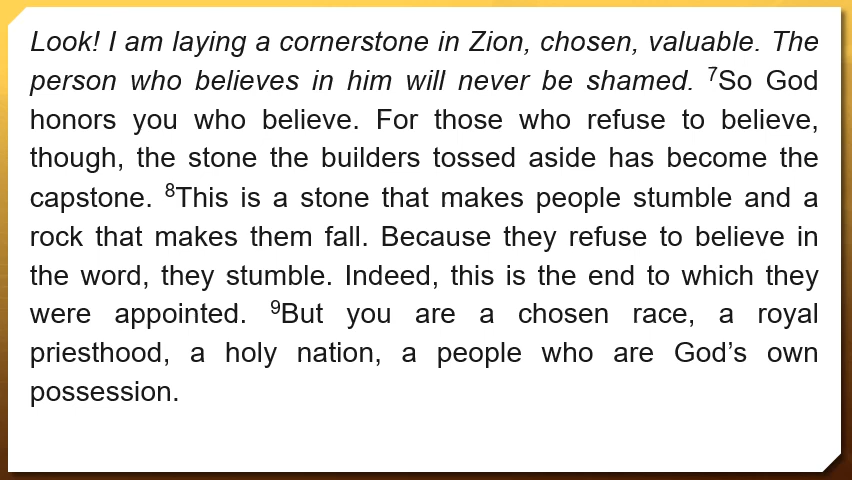 Look! I am laying a cornerstone in Zion, chosen, valuable. The
person who believes in him will never be shamed. ⁷So God
honors you who believe. For those who refuse to believe,
though, the stone the builders tossed aside has become the
capstone. ⁸This is a stone that makes people stumble and a
rock that makes them fall. Because they refuse to believe in
the word, they stumble. Indeed, this is the end to which they
were appointed. ⁹But you are a chosen race, a royal
priesthood, a holy nation, a people who are God’s own
possession.